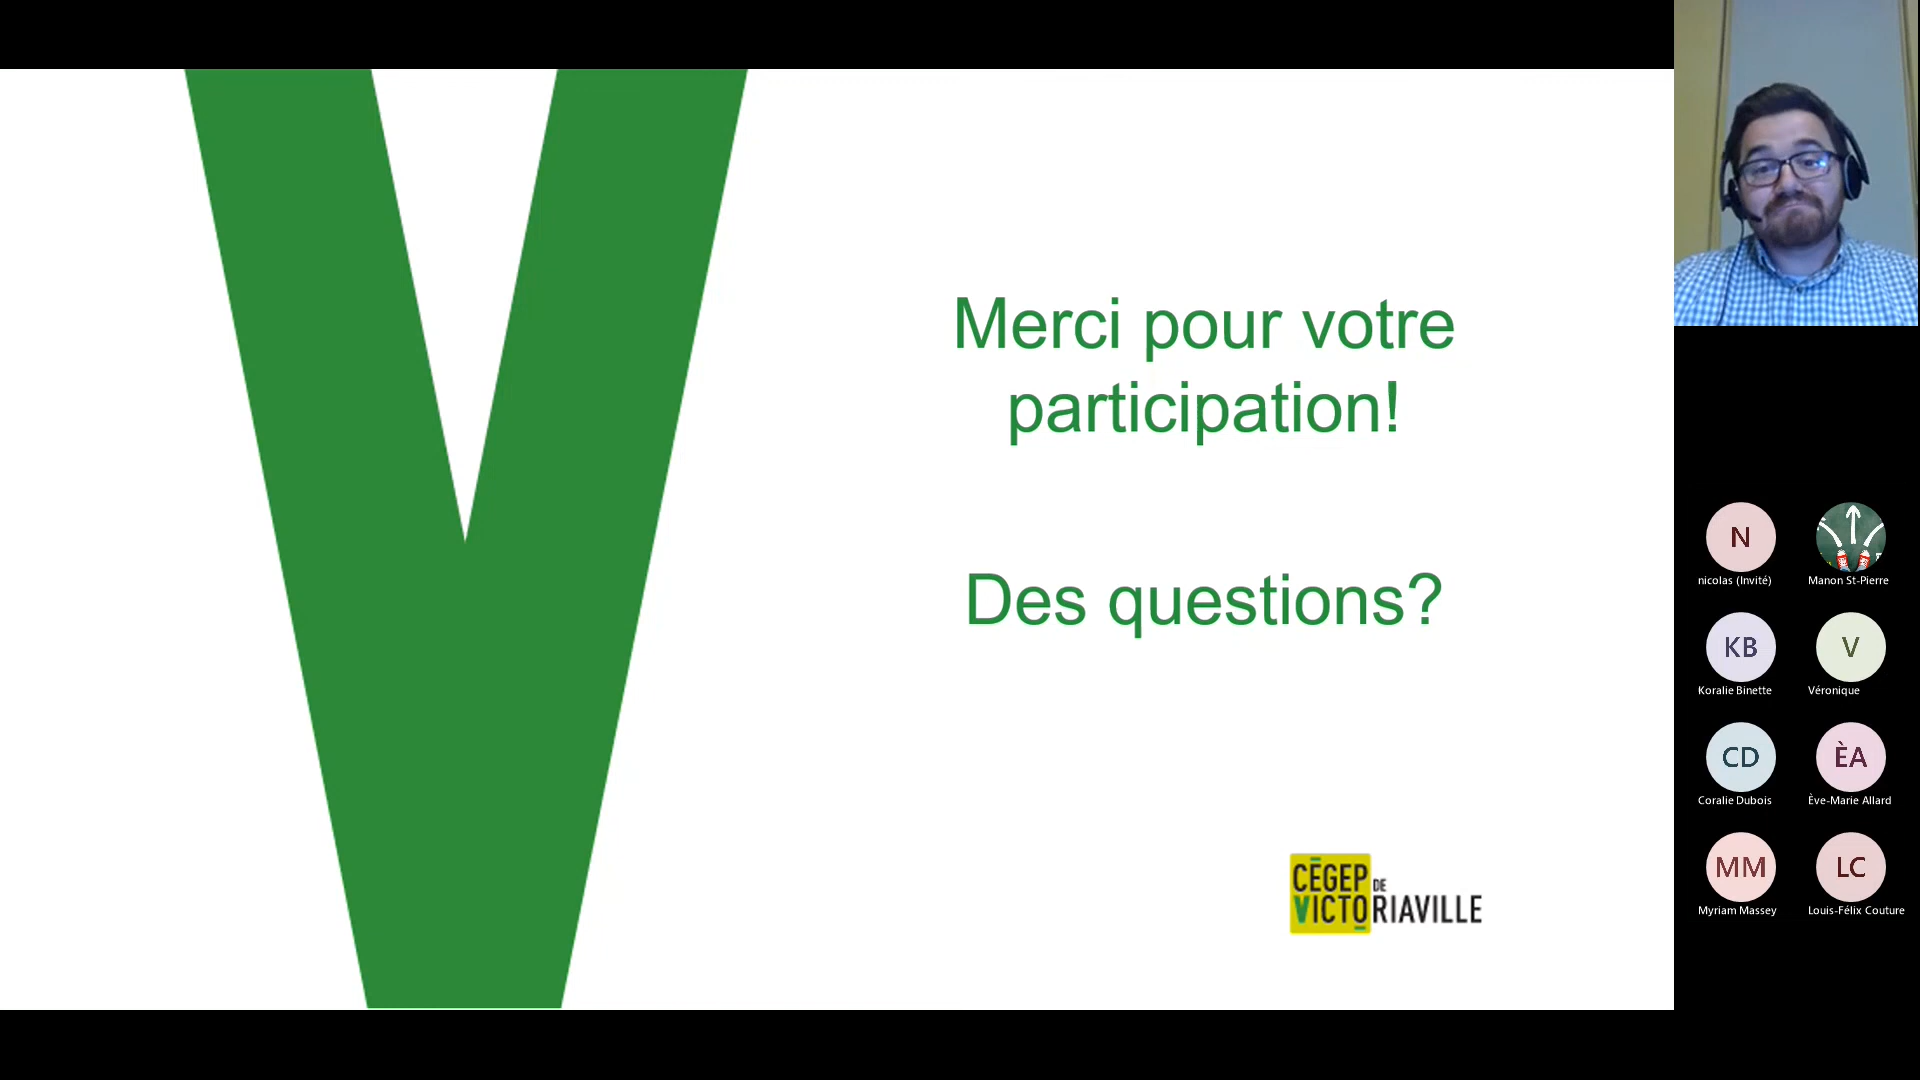 Merci pour votre
participation!
Des questions?
CÉGEP DE
VICTORIAVILLE
N
nicolas (Invité)
Manon St-Pierre
KB
Koralie Binette
V
Véronique
CD
Coralie Dubois
ÈA
Ève-Marie Allard
MM
Myriam Massey
LC
Louis-Félix Couture